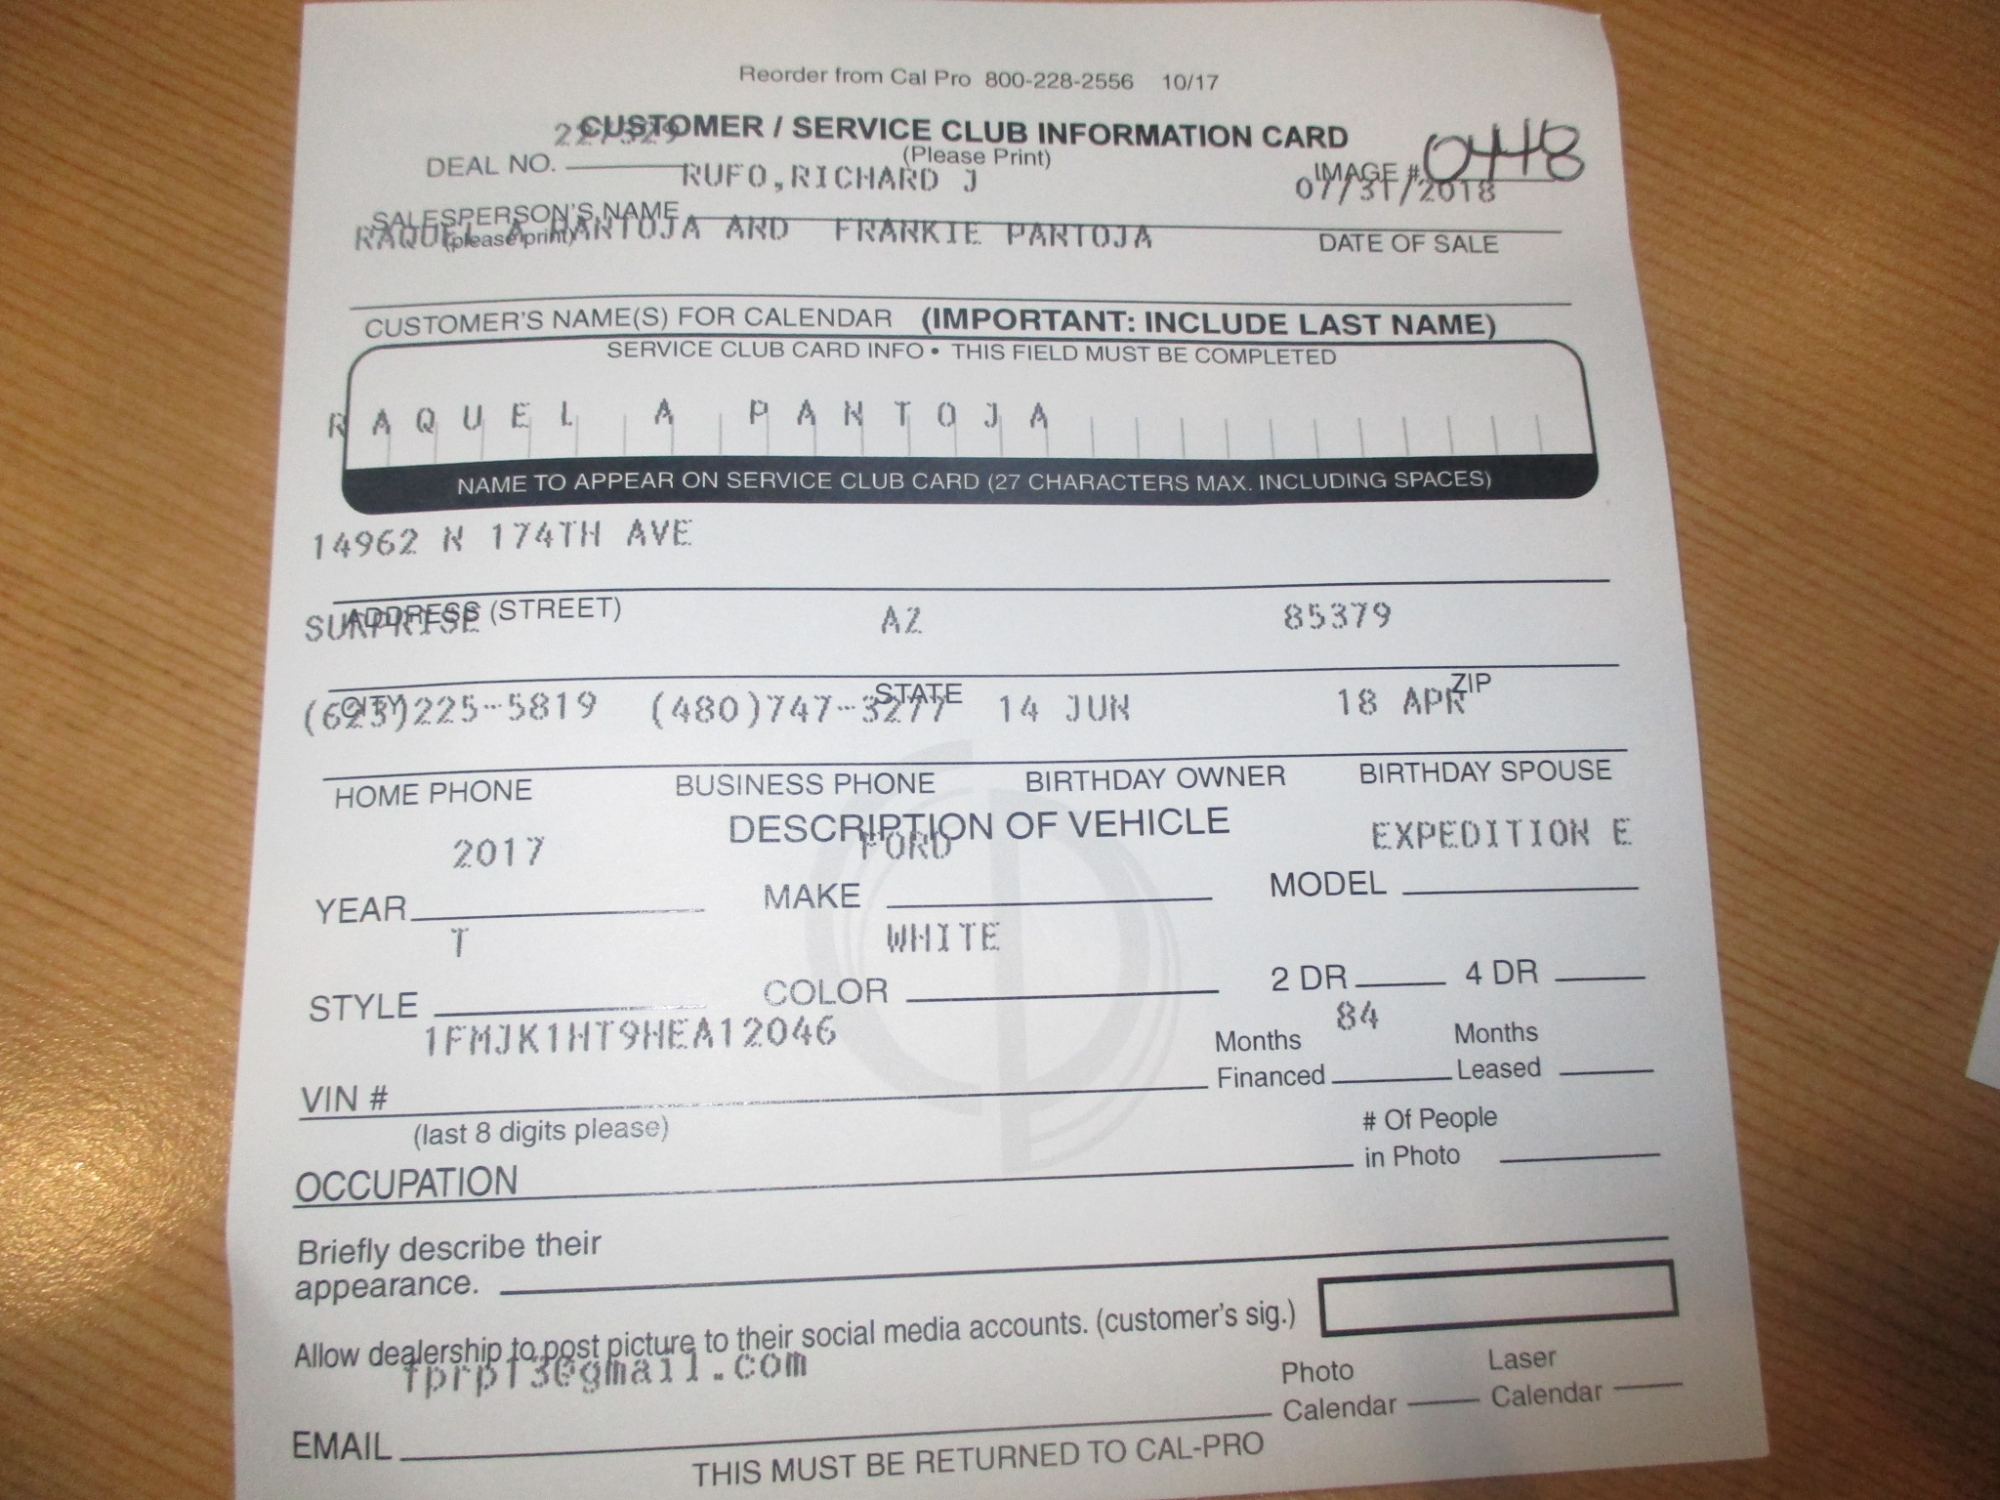 Reorder from Cal Pro 800-228-2556 10/17
CUSTOMER / SERVICE CLUB INFORMATION CARD
(Please Print)
DEAL NO.
RUFO,RICHARD J
IMAGE # 0448
07/31/2018
SALESPERSON'S NAME
(please print)
RAQUEL A PANTOJA AND FRANKIE PANTOJA
DATE OF SALE
CUSTOMER'S NAME(S) FOR CALENDAR (IMPORTANT: INCLUDE LAST NAME)
SERVICE CLUB CARD INFO • THIS FIELD MUST BE COMPLETED
RAQUEL A PANTOJA
NAME TO APPEAR ON SERVICE CLUB CARD (27 CHARACTERS MAX. INCLUDING SPACES)
14962 N 174TH AVE
ADDRESS (STREET)
SURPRISE AZ 85379
CITY STATE ZIP
(623)225-5819 (480)747-3277 14 JUN 18 APR
HOME PHONE BUSINESS PHONE BIRTHDAY OWNER BIRTHDAY SPOUSE
DESCRIPTION OF VEHICLE
2017 FORD EXPEDITION E
YEAR MAKE MODEL
T WHITE
STYLE COLOR 2 DR 4 DR
1FMJK1HT9HEA12046 84
VIN # Months Financed Months Leased
(last 8 digits please)
# Of People
in Photo
OCCUPATION
Briefly describe their
appearance.
Allow dealership to post picture to their social media accounts. (customer's sig.)
Photo Calendar Laser Calendar
EMAIL
THIS MUST BE RETURNED TO CAL-PRO